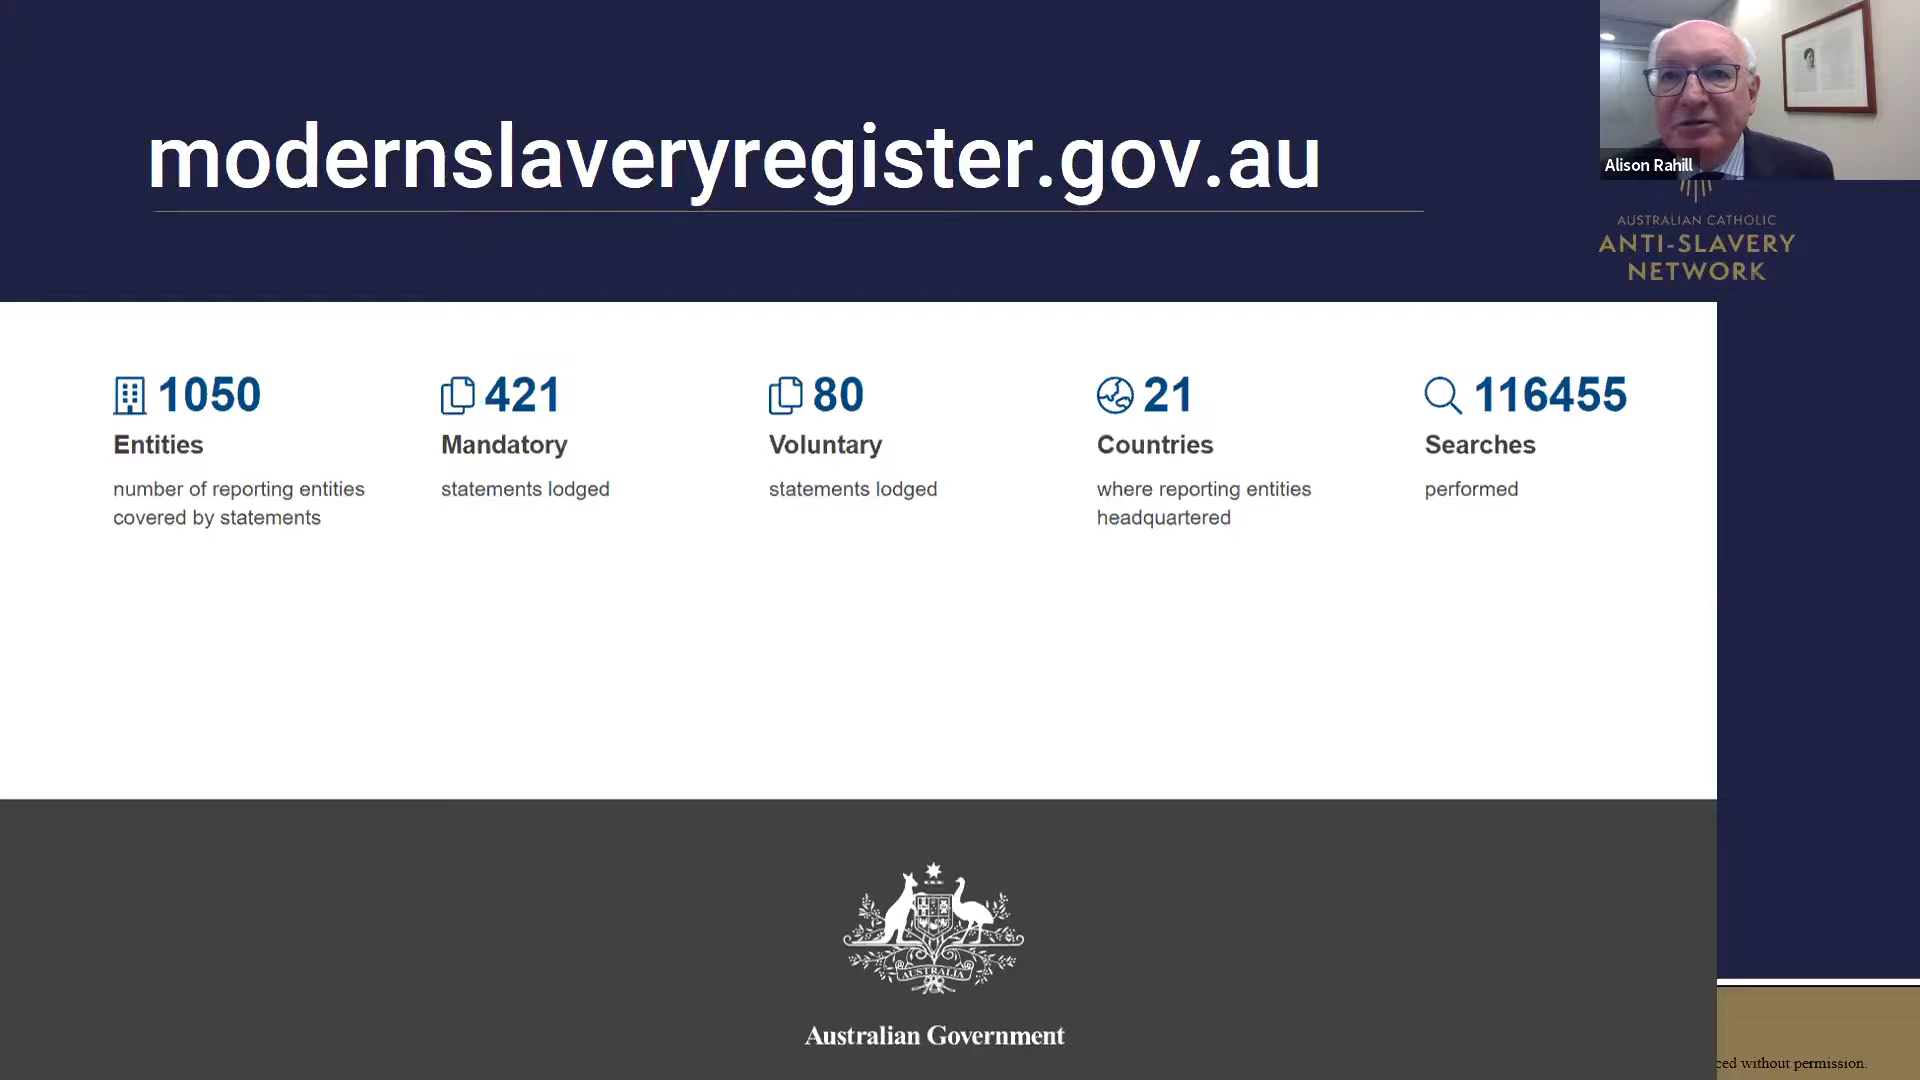 modernslaveryregister.gov.au
Alison Rahill
AUSTRALIAN CATHOLIC
ANTI-SLAVERY
NETWORK
1050
Entities
number of reporting entities
covered by statements
421
Mandatory
statements lodged
80
Voluntary
statements lodged
21
Countries
where reporting entities
headquartered
116455
Searches
performed
AUSTRALIA
Australian Government
without permission.